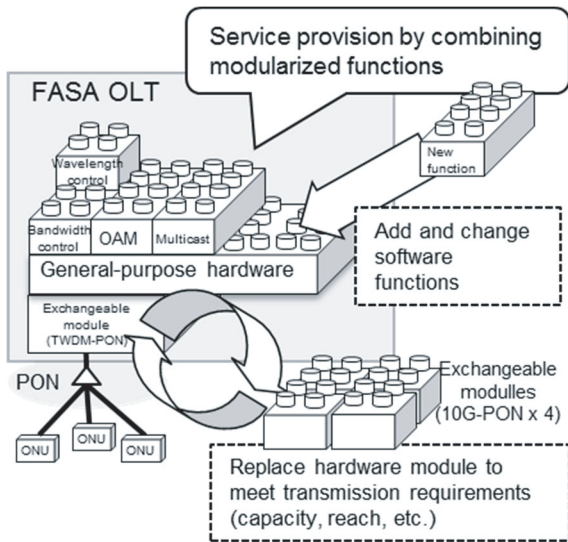 Service provision by combining
modularized functions
FASA OLT
Wavelength
control
New
function
Bandwidth
control
OAM
Multicast
Add and change
software
functions
General-purpose hardware
Exchangeable
module
(TWDM-PON)
PON
Exchangeable
modulles
(10G-PON x 4)
ONU
ONU
ONU
Replace hardware module to
meet transmission requirements
(capacity, reach, etc.)